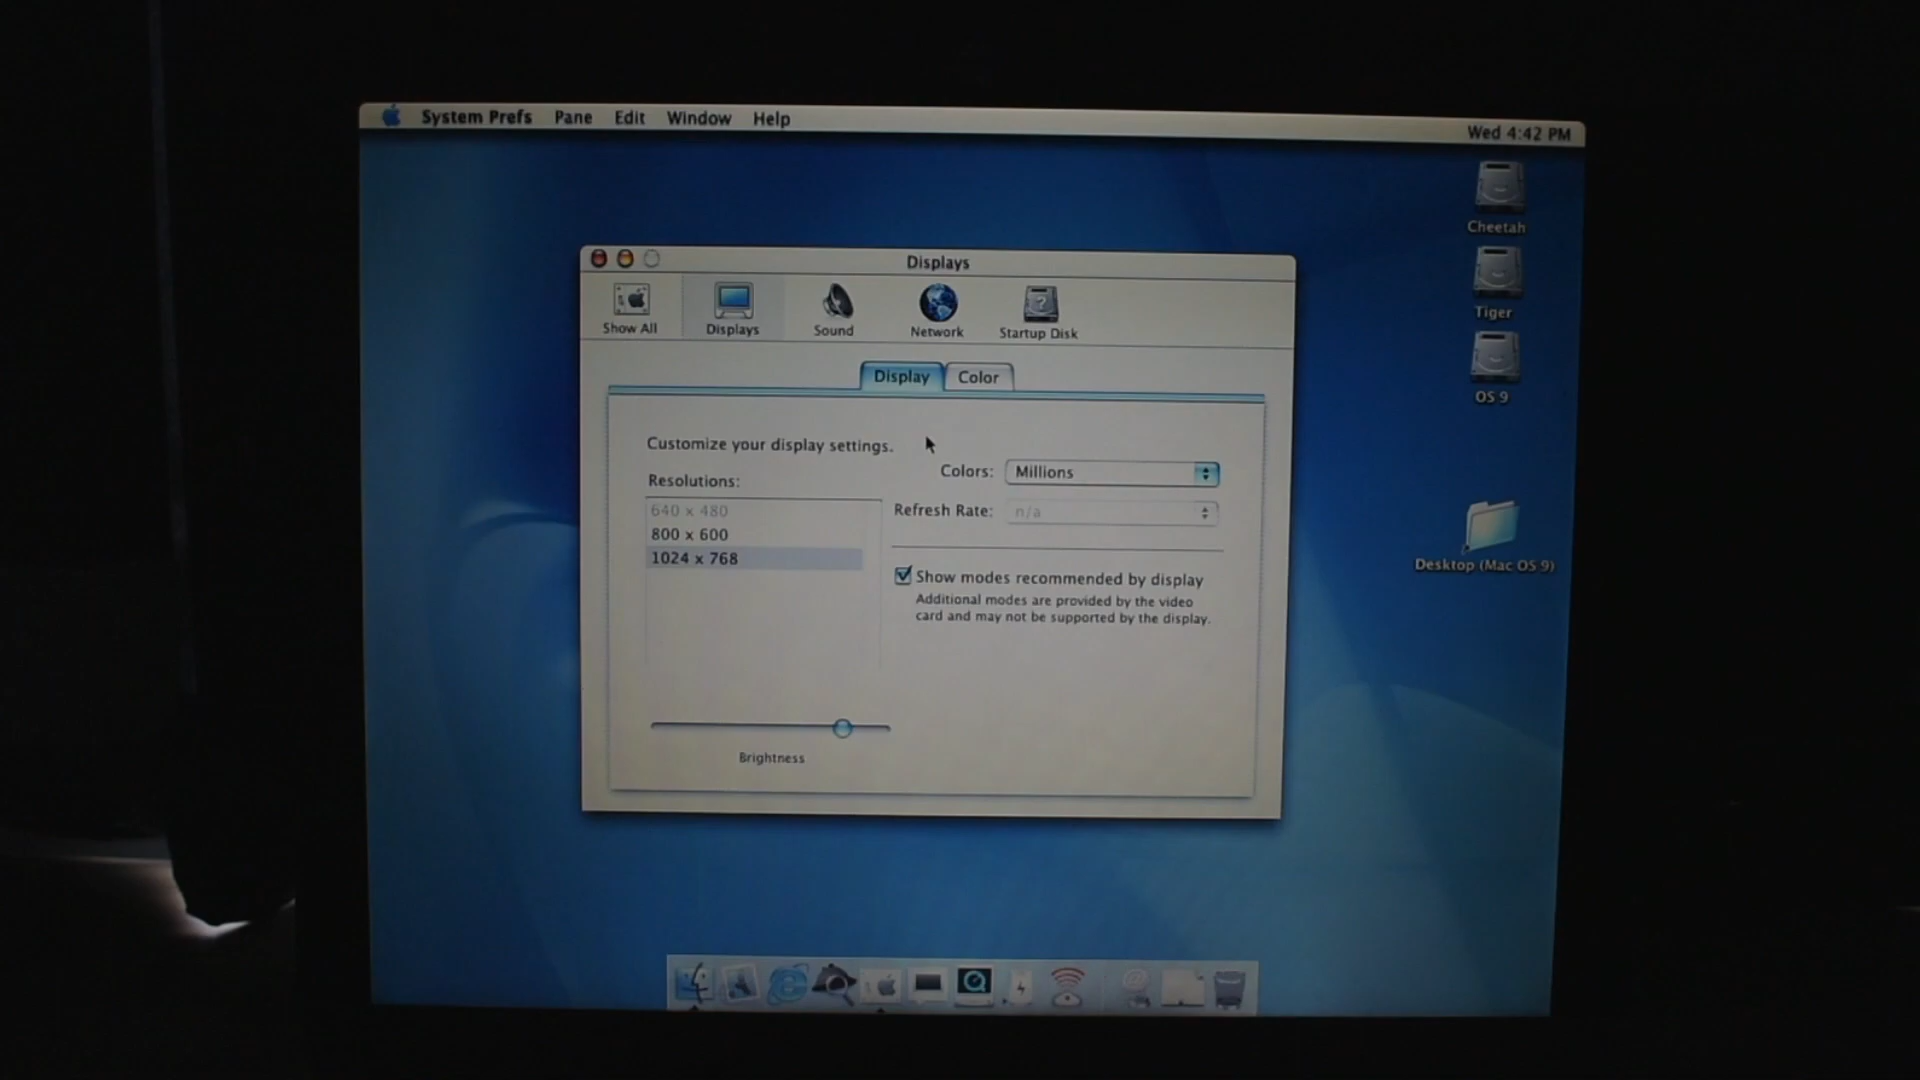 System Prefs Pane Edit Window Help
Wed 4:42 PM
Cheetah
Tiger
OS 9
Desktop (Mac OS 9)
Displays
Show All Displays Sound Network Startup Disk
Display Color
Customize your display settings.
Resolutions:
640 x 480
800 x 600
1024 x 768
Colors: Millions
Refresh Rate: n/a
Show modes recommended by display
Additional modes are provided by the video
card and may not be supported by the display.
Brightness